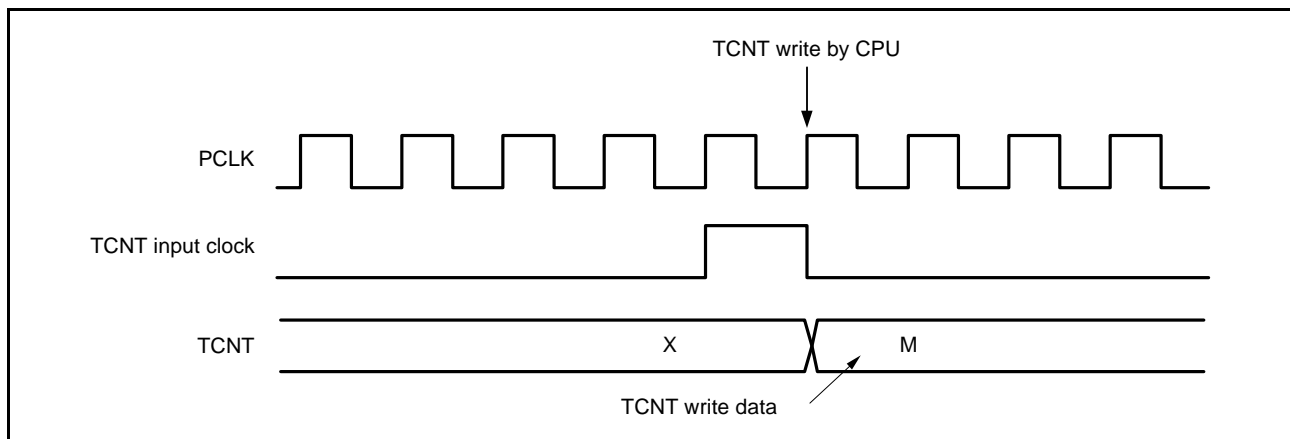 TCNT write by CPU
PCLK
TCNT input clock
TCNT
X
M
TCNT write data